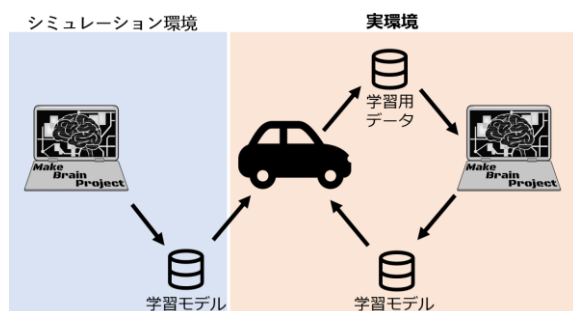 シミュレーション環境
実環境
学習用
データ
Make
Brain
Project
Make
Brain
Project
学習モデル
学習モデル